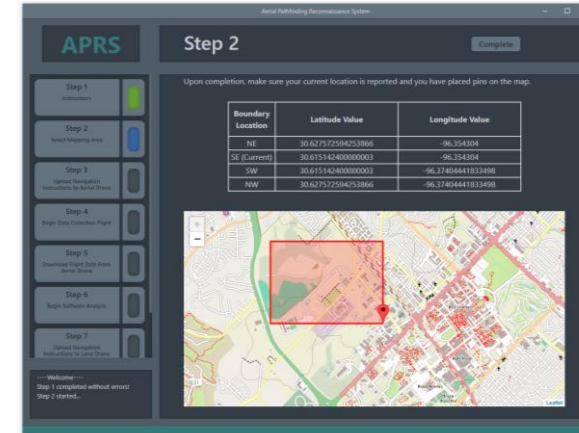 Aerial Pathfinding Reconnaissance System
APRS
Step 2
Complete
Step 1
Instructions
Step 2
Select Mapping Area
Step 3
Upload Navigation
Instructions to Aerial Drone
Step 4
Begin Data Collection Flight
Step 5
Download Flight Data From
Aerial Drone
Step 6
Begin Software Analysis
Step 7
Upload Navigation
Instructions to Land Drone
----Welcome----
Step 1 completed without errors!
Step 2 started...
Upon completion, make sure your current location is reported and you have placed pins on the map.
Boundary Location Latitude Value Longitude Value
NE 30.627572594253866 -96.354304
SE (Current) 30.615142400000003 -96.354304
SW 30.615142400000003 -96.37404441833498
NW 30.627572594253866 -96.37404441833498
+
−
Leaflet